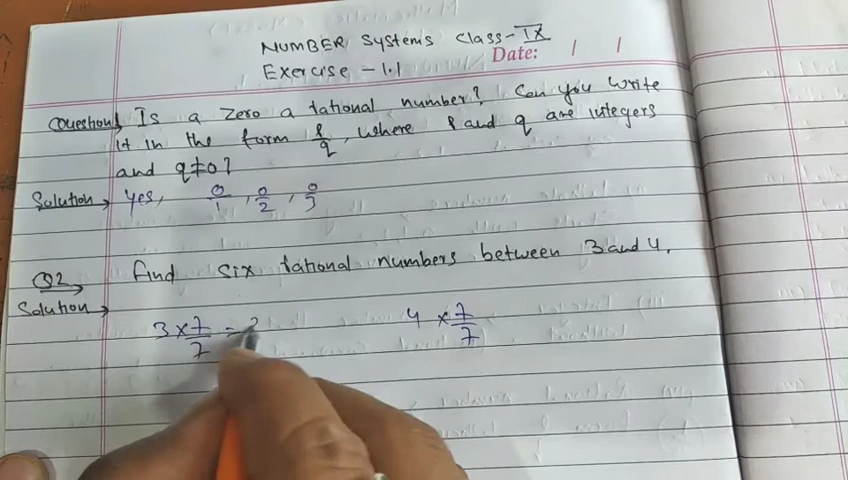 NUMBER Systems Class-IX
Date: / /
Exercise - 1.1
Question1, Is a Zero a rational number? Can you write
it in the form p/q, where p and q are integers
and q≠0?
Solution → Yes, 0/1, 0/2, 0/3
Q2 Find six rational numbers between 3 and 4.
Solution →
3 × 7/7 = 2 4 × 7/7